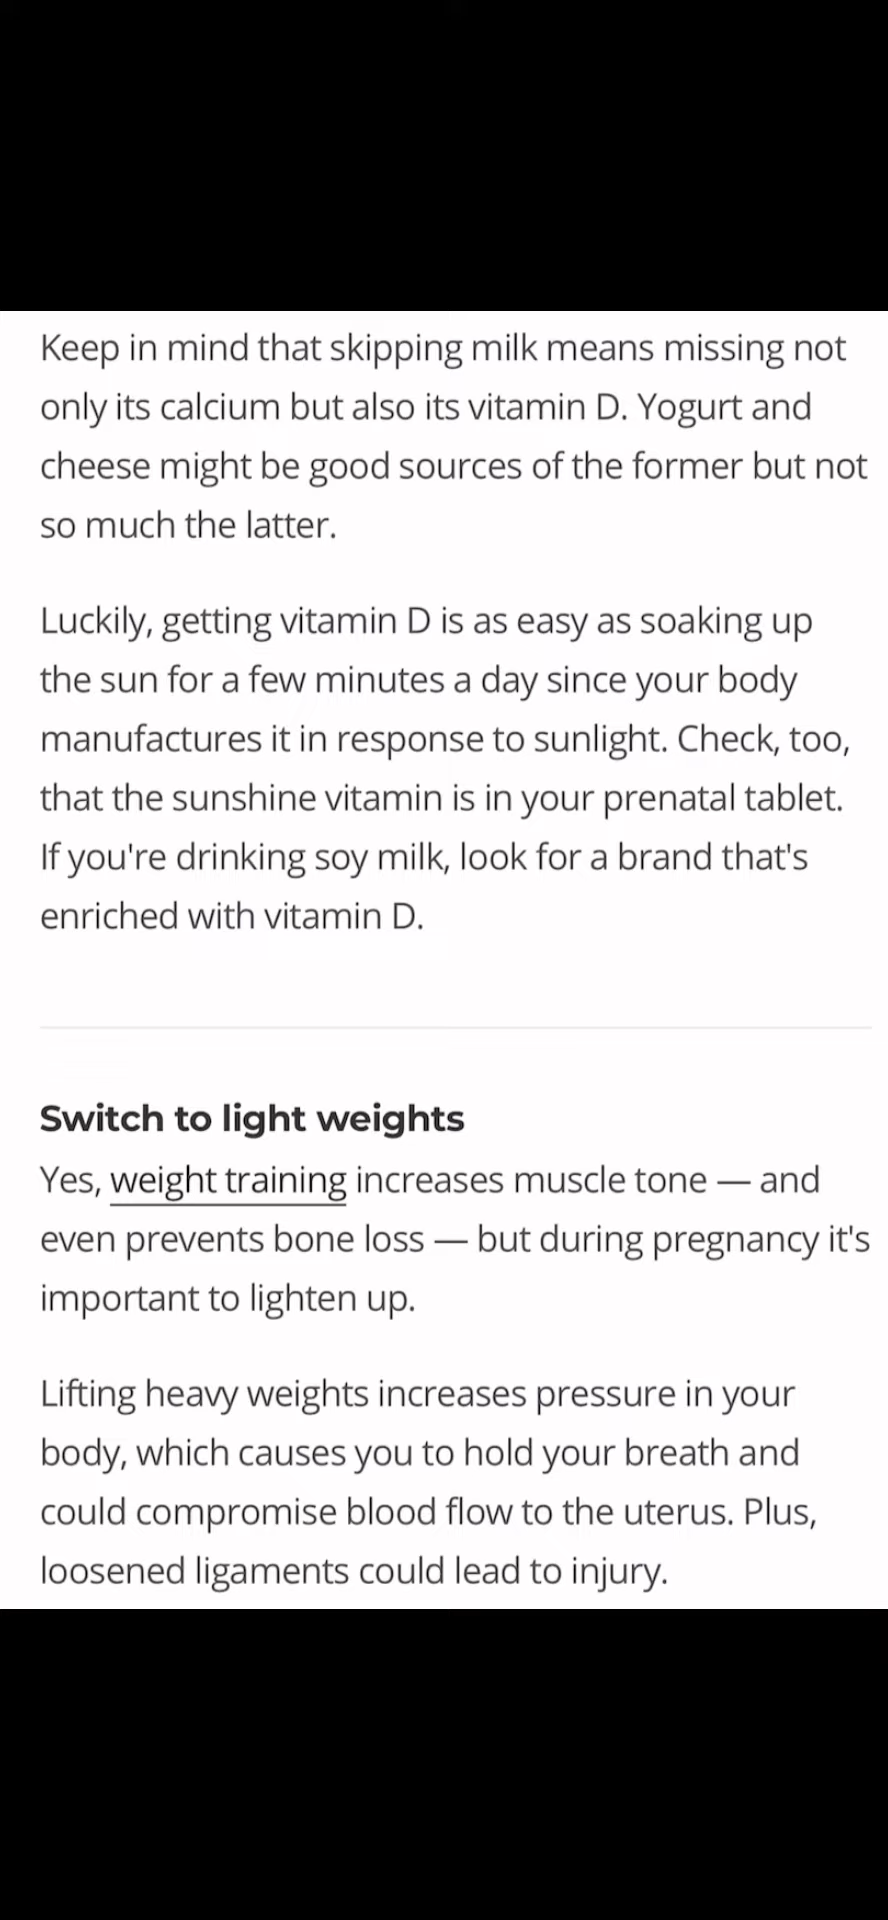 Keep in mind that skipping milk means missing not
only its calcium but also its vitamin D. Yogurt and
cheese might be good sources of the former but not
so much the latter.
Luckily, getting vitamin D is as easy as soaking up
the sun for a few minutes a day since your body
manufactures it in response to sunlight. Check, too,
that the sunshine vitamin is in your prenatal tablet.
If you're drinking soy milk, look for a brand that's
enriched with vitamin D.
Switch to light weights
Yes, weight training increases muscle tone — and
even prevents bone loss — but during pregnancy it's
important to lighten up.
Lifting heavy weights increases pressure in your
body, which causes you to hold your breath and
could compromise blood flow to the uterus. Plus,
loosened ligaments could lead to injury.